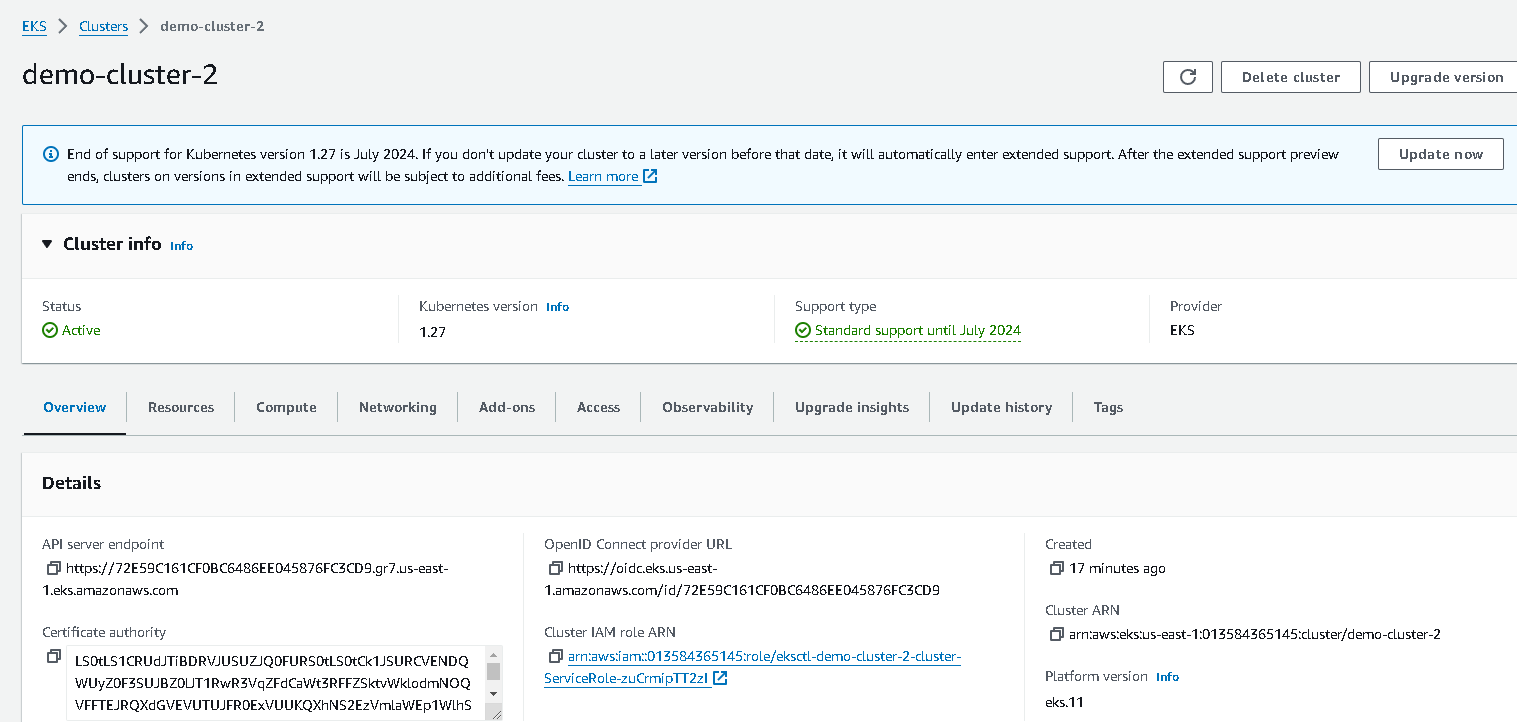 EKS > Clusters > demo-cluster-2
demo-cluster-2
Delete cluster
Upgrade version
End of support for Kubernetes version 1.27 is July 2024. If you don't update your cluster to a later version before that date, it will automatically enter extended support. After the extended support preview
ends, clusters on versions in extended support will be subject to additional fees. Learn more
Update now
Cluster info Info
Status
Active
Kubernetes version Info
1.27
Support type
Standard support until July 2024
Provider
EKS
Overview
Resources
Compute
Networking
Add-ons
Access
Observability
Upgrade insights
Update history
Tags
Details
API server endpoint
https://72E59C161CF0BC6486EE045876FC3CD9.gr7.us-east-
1.eks.amazonaws.com
Certificate authority
LS0tLS1CRUdJTiBDRVJUSUZJQ0FURS0tLS0tCk1JSURCVENDQ
WUyZ0F3SUJBZ0lJT1RwR3VqZFdCaWt3RFFZSktvWklodmNOQ
VFFTEJRQXdGVEVUTUJFR0ExVUUKQXhNS2EzVmlaWEp1WlhS
OpenID Connect provider URL
https://oidc.eks.us-east-
1.amazonaws.com/id/72E59C161CF0BC6486EE045876FC3CD9
Cluster IAM role ARN
arn:aws:iam::013584365145:role/eksctl-demo-cluster-2-cluster-
ServiceRole-zuCrmipTT2zI
Created
17 minutes ago
Cluster ARN
arn:aws:eks:us-east-1:013584365145:cluster/demo-cluster-2
Platform version Info
eks.11